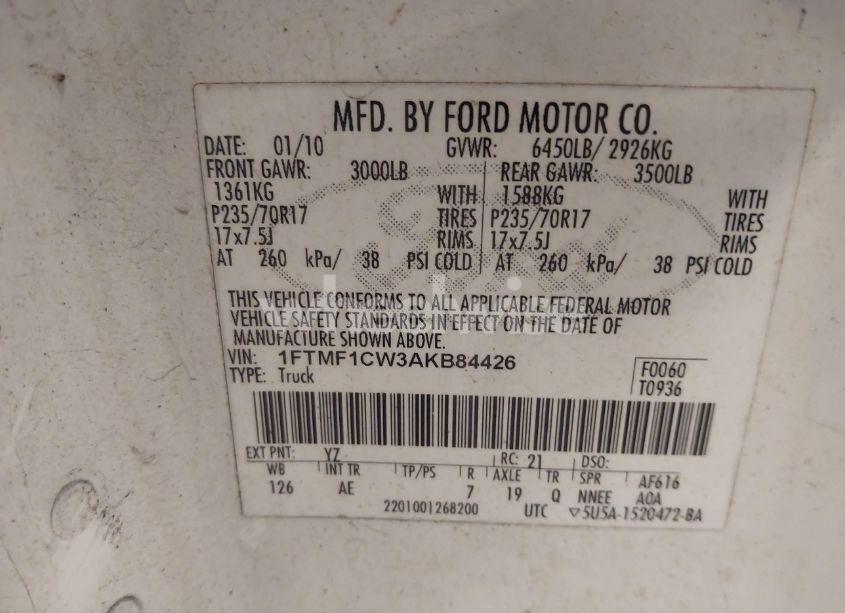 MFD. BY FORD MOTOR CO.
DATE: 01/10 GVWR: 6450LB/ 2926KG
FRONT GAWR: 3000LB REAR GAWR: 3500LB
1361KG WITH 1588KG WITH
P235/70R17 TIRES P235/70R17 TIRES
17x7.5J RIMS 17x7.5J RIMS
AT 260 kPa/ 38 PSI COLD AT 260 kPa/ 38 PSI COLD
THIS VEHICLE CONFORMS TO ALL APPLICABLE FEDERAL MOTOR
VEHICLE SAFETY STANDARDS IN EFFECT ON THE DATE OF
MANUFACTURE SHOWN ABOVE.
VIN: 1FTMF1CW3AKB84426
TYPE: Truck
F0060
T0936
EXT PNT: YZ RC: 21 DSO:
WB INT TR TP/PS R AXLE TR SPR AF616
126 AE 7 19 Q NNEE AOA
2201001268200 UTC ▽5U5A-1520472-BA